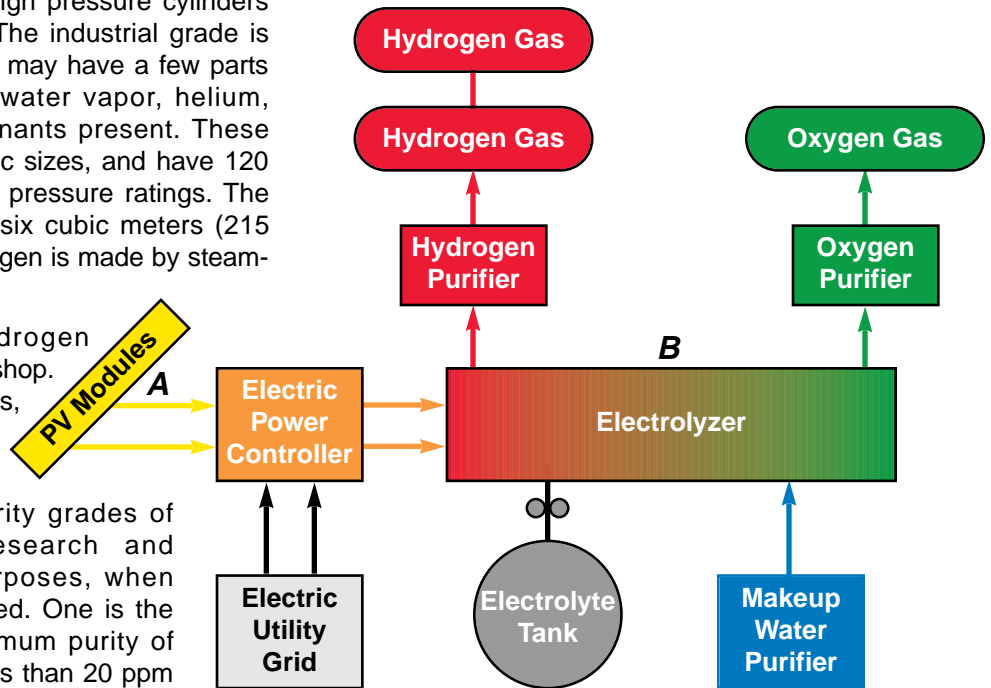 igh pressure cylinders
The industrial grade is
may have a few parts
water vapor, helium,
nants present. These
c sizes, and have 120
pressure ratings. The
six cubic meters (215
gen is made by steam-
drogen
shop.
s,
rity grades of
esearch and
rposes, when
ed. One is the
mum purity of
s than 20 ppm
Hydrogen Gas
Hydrogen Gas
Oxygen Gas
Hydrogen
Purifier
Oxygen
Purifier
PV Modules
A
Electric
Power
Controller
B
Electrolyzer
Electric
Utility
Grid
Electrolyte
Tank
Makeup
Water
Purifier